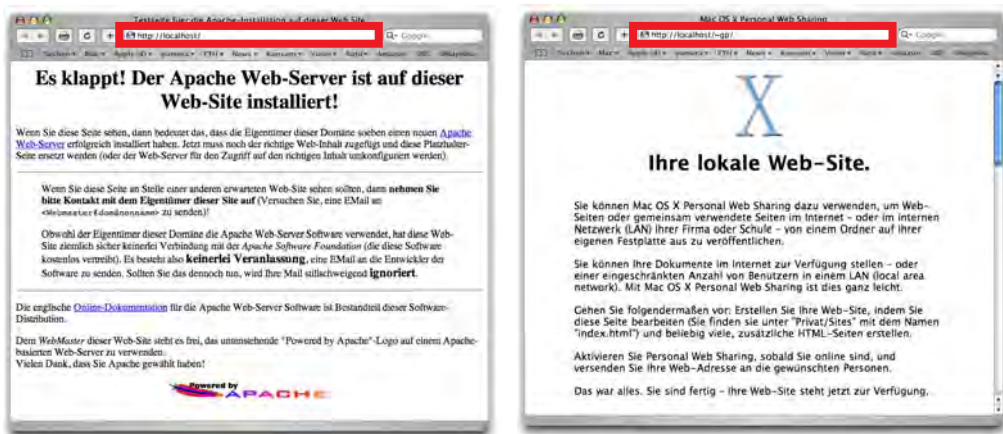 Testseite für die Apache-Installation auf dieser Web-Site
http://localhost/
Google
Es klappt! Der Apache Web-Server ist auf dieser
Web-Site installiert!
Wenn Sie diese Seite sehen, dann bedeutet das, dass die Eigentümer dieser Domäne soeben einen neuen Apache
Web-Server erfolgreich installiert haben. Jetzt muss noch der richtige Web-Inhalt zugefügt und diese Platzhalter-
Seite ersetzt werden (oder der Web-Server für den Zugriff auf den richtigen Inhalt umkonfiguriert werden).
Wenn Sie diese Seite an Stelle einer anderen erwarteten Web-Site sehen sollten, dann nehmen Sie
bitte Kontakt mit dem Eigentümer dieser Site auf (Versuchen Sie, eine EMail an
<Webmaster@domänenname> zu senden)!
Obwohl der Eigentümer dieser Domäne die Apache Web-Server Software verwendet, hat diese Web-
Site ziemlich sicher keinerlei Verbindung mit der Apache Software Foundation (die diese Software
kostenlos vertreibt). Es besteht also keinerlei Veranlassung, eine EMail an die Entwickler der
Software zu senden. Sollten Sie das dennoch tun, wird Ihre Mail stillschweigend ignoriert.
Die englische Online-Dokumentation für die Apache Web-Server Software ist Bestandteil dieser Software-
Distribution.
Dem WebMaster dieser Web-Site steht es frei, das untenstehende "Powered by Apache"-Logo auf einem Apache-
basierten Web-Server zu verwenden.
Vielen Dank, dass Sie Apache gewählt haben!
Powered by
APACHE
Mac OS X Personal Web Sharing
http://localhost/~gp/
Google
X
Ihre lokale Web-Site.
Sie können Mac OS X Personal Web Sharing dazu verwenden, um Web-
Seiten oder gemeinsam verwendete Seiten im Internet - oder im internen
Netzwerk (LAN) Ihrer Firma oder Schule - von einem Ordner auf Ihrer
eigenen Festplatte aus zu veröffentlichen.
Sie können Ihre Dokumente im Internet zur Verfügung stellen - oder
einer eingeschränkten Anzahl von Benutzern in einem LAN (local area
network). Mit Mac OS X Personal Web Sharing ist dies ganz leicht.
Gehen Sie folgendermaßen vor: Erstellen Sie Ihre Web-Site, indem Sie
diese Seite bearbeiten (Sie finden sie unter "Privat/Sites" mit dem Namen
"index.html") und beliebig viele, zusätzliche HTML-Seiten erstellen.
Aktivieren Sie Personal Web Sharing, sobald Sie online sind, und
versenden Sie Ihre Web-Adresse an die gewünschten Personen.
Das war alles. Sie sind fertig - Ihre Web-Site steht jetzt zur Verfügung.